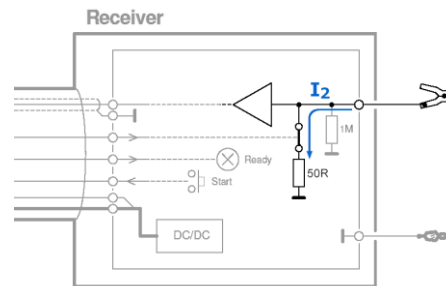 Receiver
I2
1M
Ready
50R
Start
DC/DC